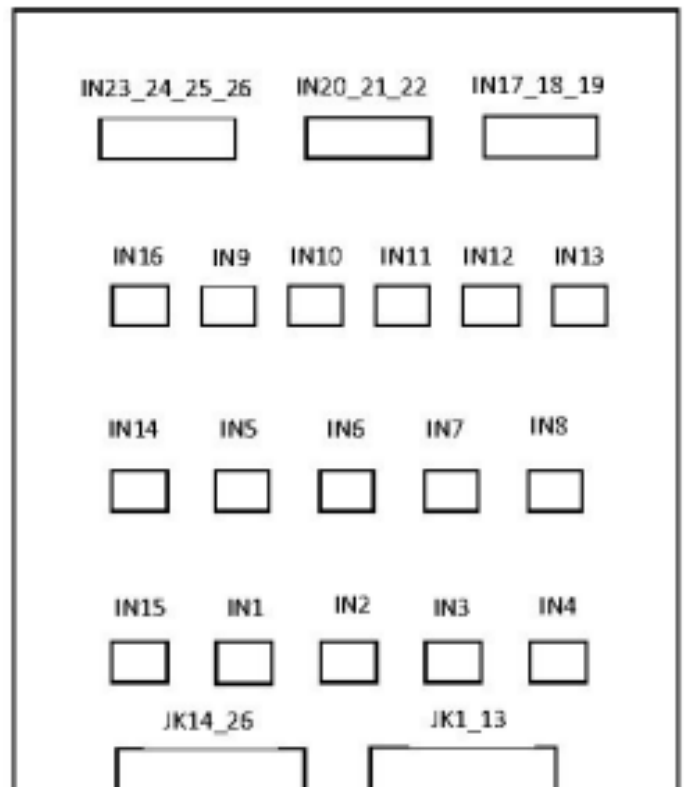 IN23_24_25_26 IN20_21_22 IN17_18_19
IN16 IN9 IN10 IN11 IN12 IN13
IN14 IN5 IN6 IN7 IN8
IN15 IN1 IN2 IN3 IN4
JK14_26 JK1_13